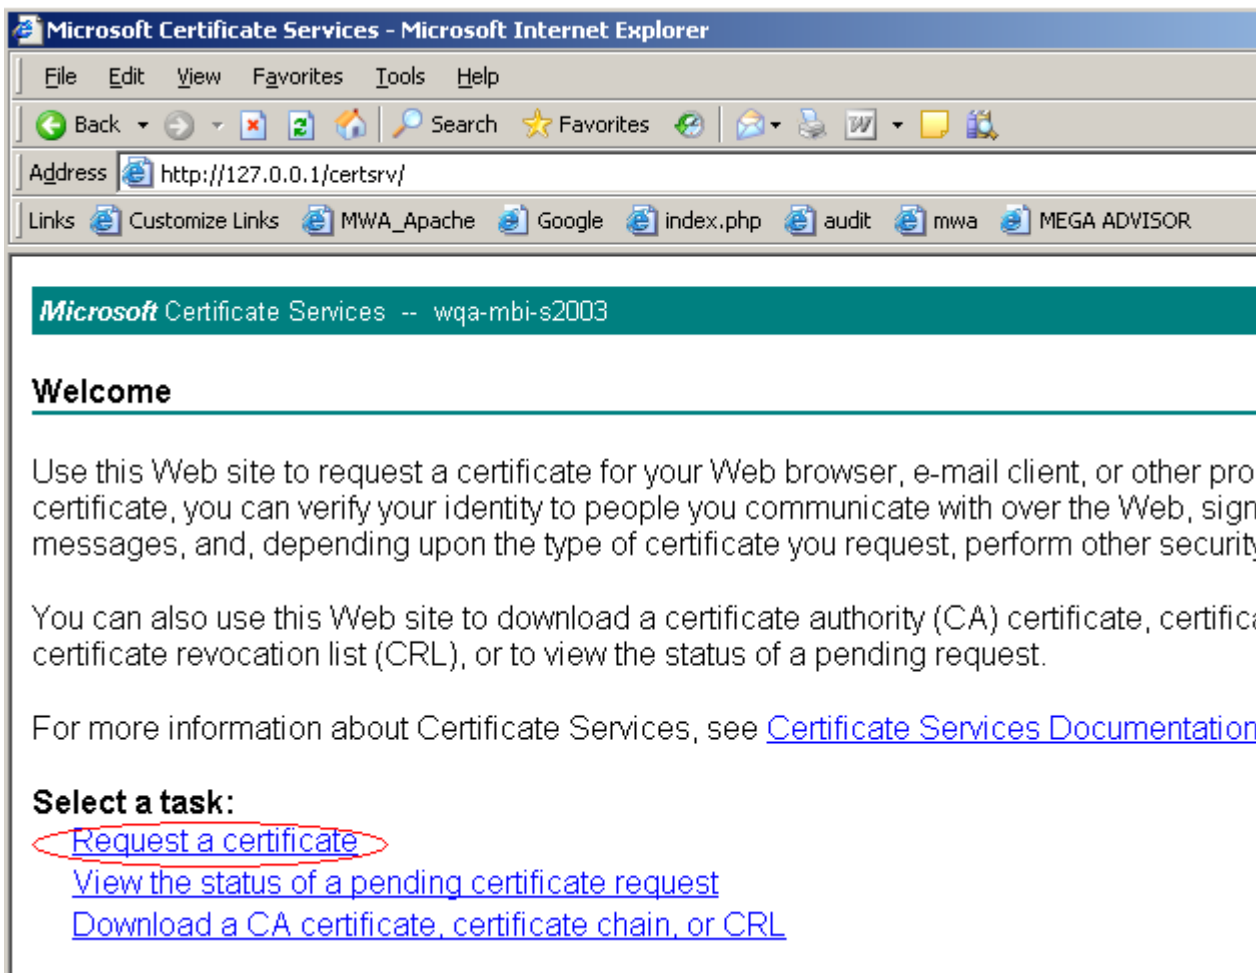 Microsoft Certificate Services - Microsoft Internet Explorer
File Edit View Favorites Tools Help
Back Search Favorites W
Address http://127.0.0.1/certsrv/
Links Customize Links MWA_Apache Google index.php audit mwa MEGA ADVISOR
Microsoft Certificate Services -- wqa-mbi-s2003
Welcome
Use this Web site to request a certificate for your Web browser, e-mail client, or other pro
certificate, you can verify your identity to people you communicate with over the Web, sign
messages, and, depending upon the type of certificate you request, perform other security
You can also use this Web site to download a certificate authority (CA) certificate, certifica
certificate revocation list (CRL), or to view the status of a pending request.
For more information about Certificate Services, see Certificate Services Documentation
Select a task:
Request a certificate
View the status of a pending certificate request
Download a CA certificate, certificate chain, or CRL